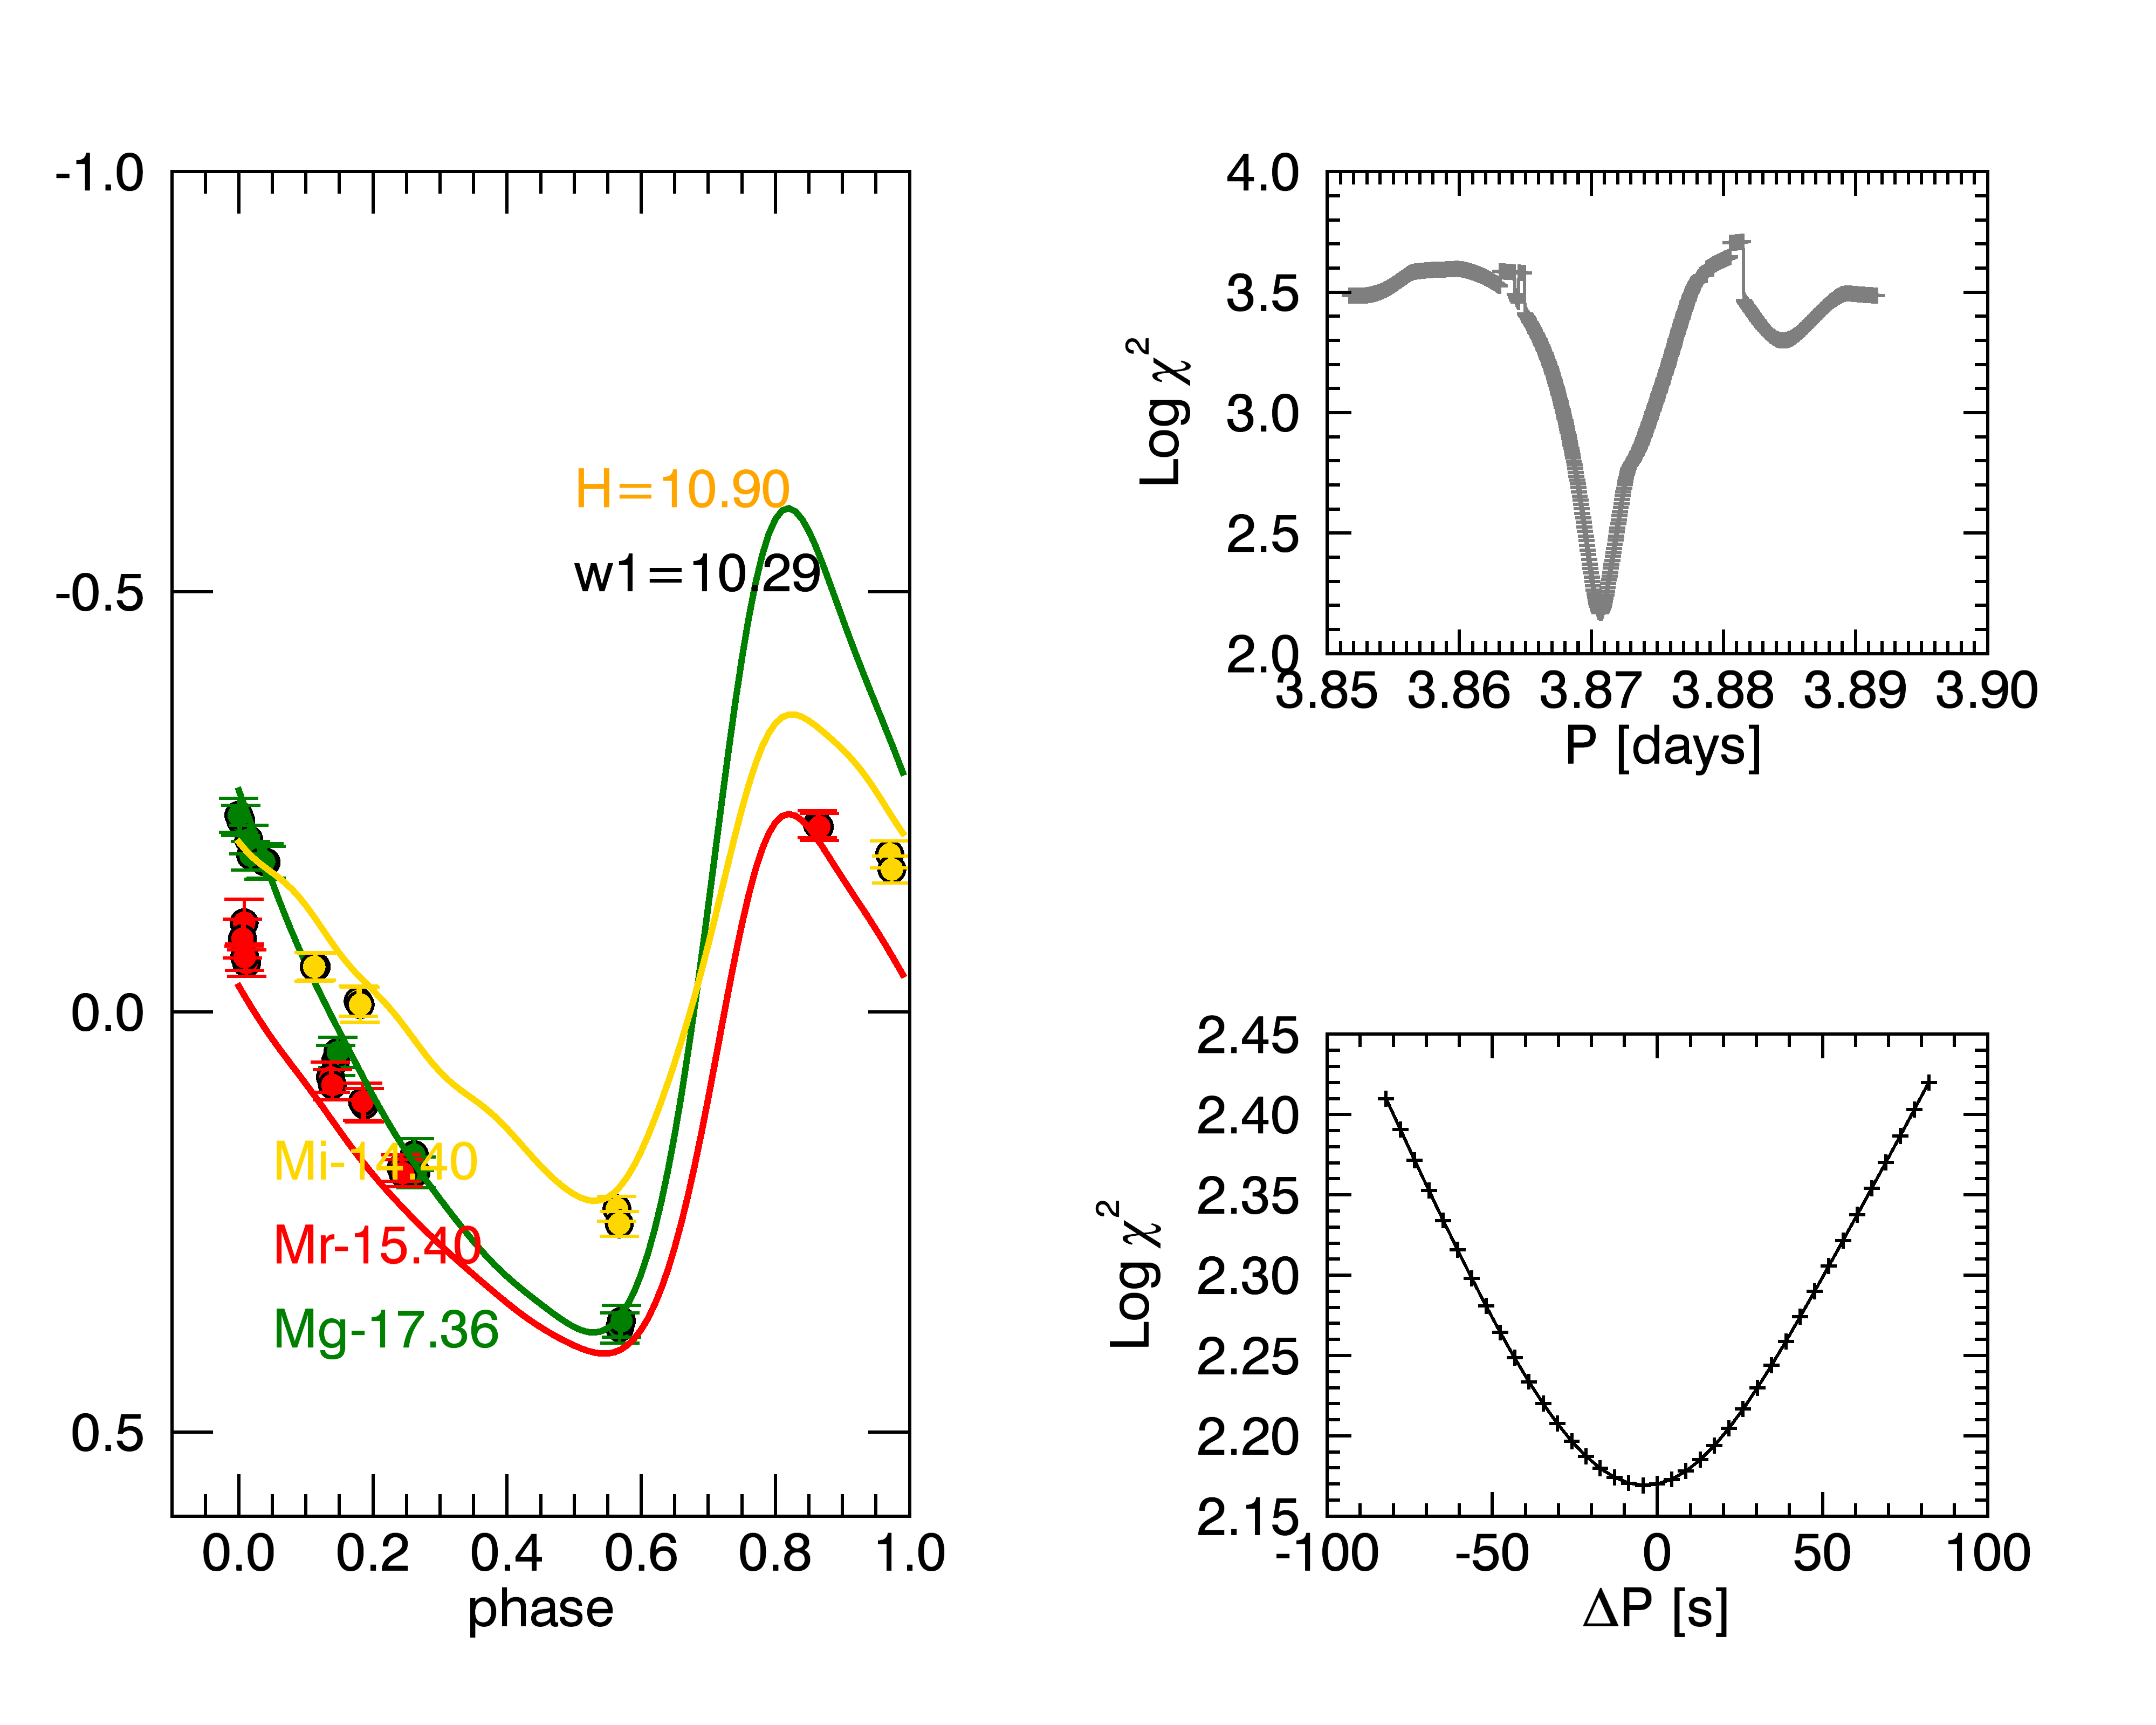 -1.0
-0.5
0.0
0.5
H=10.90
w1=10.29
Mi-14.40
Mr-15.40
Mg-17.36
0.0 0.2 0.4 0.6 0.8 1.0
phase
4.0
3.5
3.0
2.5
2.0
Log χ²
3.85 3.86 3.87 3.88 3.89 3.90
P [days]
2.45
2.40
2.35
2.30
2.25
2.20
2.15
Log χ²
-100 -50 0 50 100
ΔP [s]